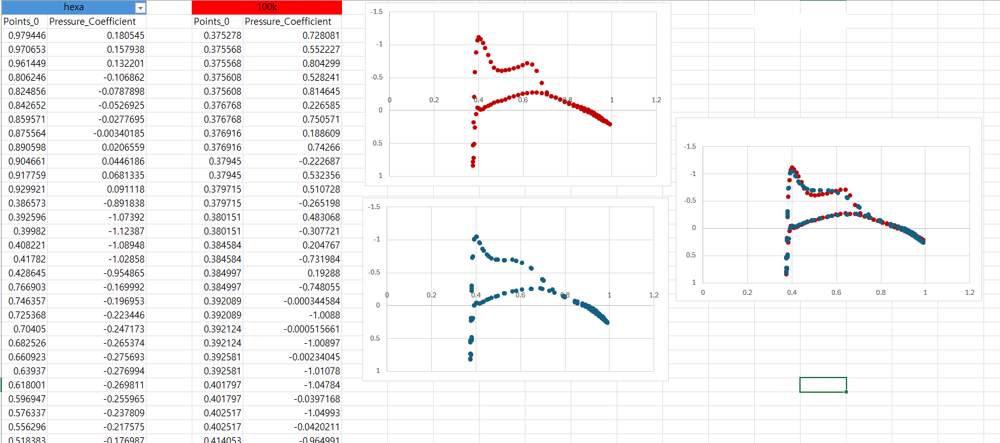 hexa 100k
Points_0 Pressure_Coefficient Points_0 Pressure_Coefficient
0.979446 0.180545 0.375278 0.728081
0.970653 0.157938 0.375568 0.552227
0.961449 0.132201 0.375568 0.804299
0.806246 -0.106862 0.375608 0.528241
0.824856 -0.0787898 0.375608 0.814645
0.842652 -0.0526925 0.376768 0.226585
0.859571 -0.0277695 0.376768 0.750571
0.875564 -0.00340185 0.376916 0.188609
0.890598 0.0206559 0.376916 0.74266
0.904661 0.0446186 0.37945 -0.222687
0.917759 0.0681335 0.37945 0.532356
0.929921 0.091118 0.379715 0.510728
0.386573 -0.891838 0.379715 -0.265198
0.392596 -1.07392 0.380151 0.483068
0.39982 -1.12387 0.380151 -0.307721
0.408221 -1.08948 0.384584 0.204767
0.41782 -1.02858 0.384584 -0.731984
0.428645 -0.954865 0.384997 0.19288
0.766903 -0.169992 0.384997 -0.748055
0.746357 -0.196953 0.392089 -0.000344584
0.725368 -0.223446 0.392089 -1.0088
0.70405 -0.247173 0.392124 -0.000515661
0.682526 -0.265374 0.392124 -1.00897
0.660923 -0.275693 0.392581 -0.00234045
0.63937 -0.276994 0.392581 -1.01078
0.618001 -0.269811 0.401797 -1.04784
0.596947 -0.255965 0.401797 -0.0397168
0.576337 -0.237809 0.402517 -1.04993
0.556296 -0.217575 0.402517 -0.0420211
0.518383 -0.176987 0.414053 -0.964991
-1.5
-1
-0.5
0 0.2 0.4 0.6 0.8 1 1.2
0
0.5
1
-1.5
-1
-0.5
0 0.2 0.4 0.6 0.8 1 1.2
0
0.5
1
-1.5
-1
-0.5
0
0.5
1
0 0.2 0.4 0.6 0.8 1 1.2